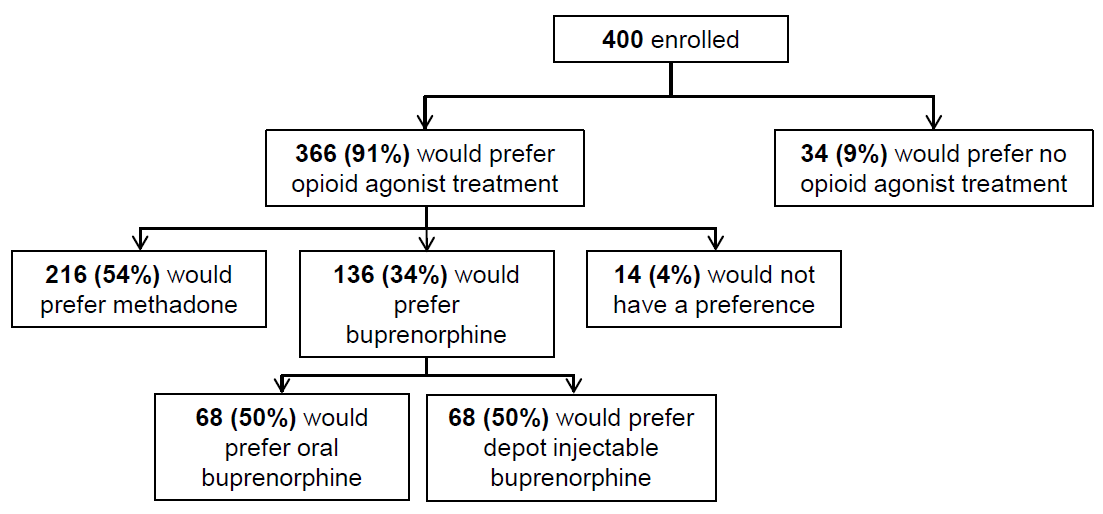 400 enrolled
366 (91%) would prefer
opioid agonist treatment
34 (9%) would prefer no
opioid agonist treatment
216 (54%) would
prefer methadone
136 (34%) would
prefer
buprenorphine
14 (4%) would not
have a preference
68 (50%) would
prefer oral
buprenorphine
68 (50%) would prefer
depot injectable
buprenorphine